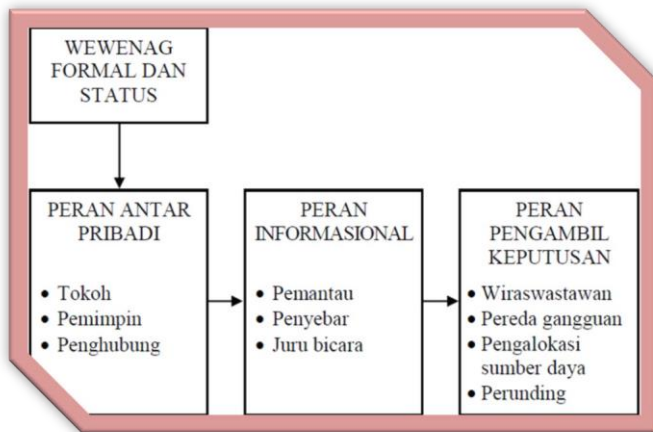 WEWENAG
FORMAL DAN
STATUS
PERAN ANTAR
PRIBADI
• Tokoh
• Pemimpin
• Penghubung
PERAN
INFORMASIONAL
• Pemantau
• Penyebar
• Juru bicara
PERAN
PENGAMBIL
KEPUTUSAN
• Wiraswastawan
• Pereda gangguan
• Pengalokasi
sumber daya
• Perunding